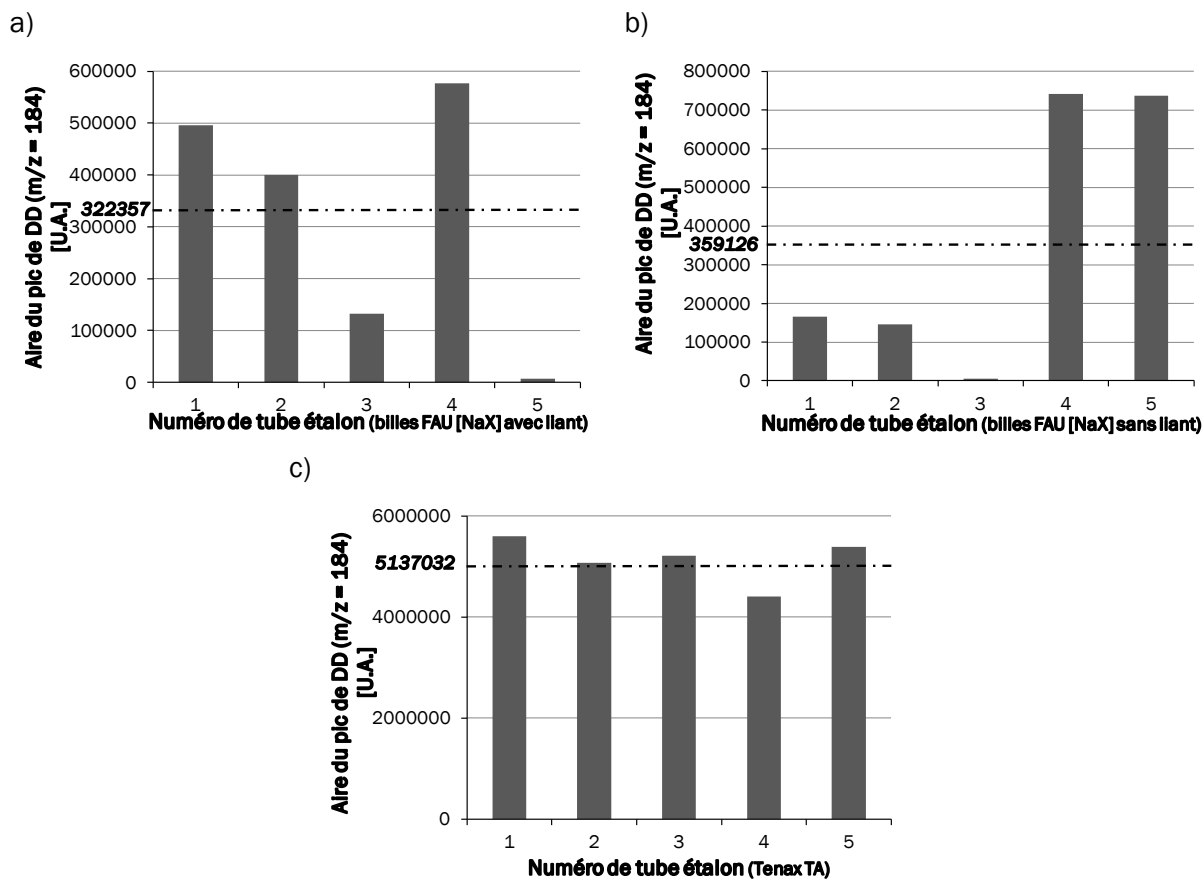 a)
Aire du pic de DD (m/z = 184)
[U.A.]
600000
500000
400000
322357
300000
200000
100000
0
1 2 3 4 5
Numéro de tube étalon (billes FAU [NaX] avec liant)
b)
Aire du pic de DD (m/z = 184)
[U.A.]
800000
700000
600000
500000
400000
359126
300000
200000
100000
0
1 2 3 4 5
Numéro de tube étalon (billes FAU [NaX] sans liant)
c)
Aire du pic de DD (m/z = 184)
[U.A.]
6000000
5137032
4000000
2000000
0
1 2 3 4 5
Numéro de tube étalon (Tenax TA)